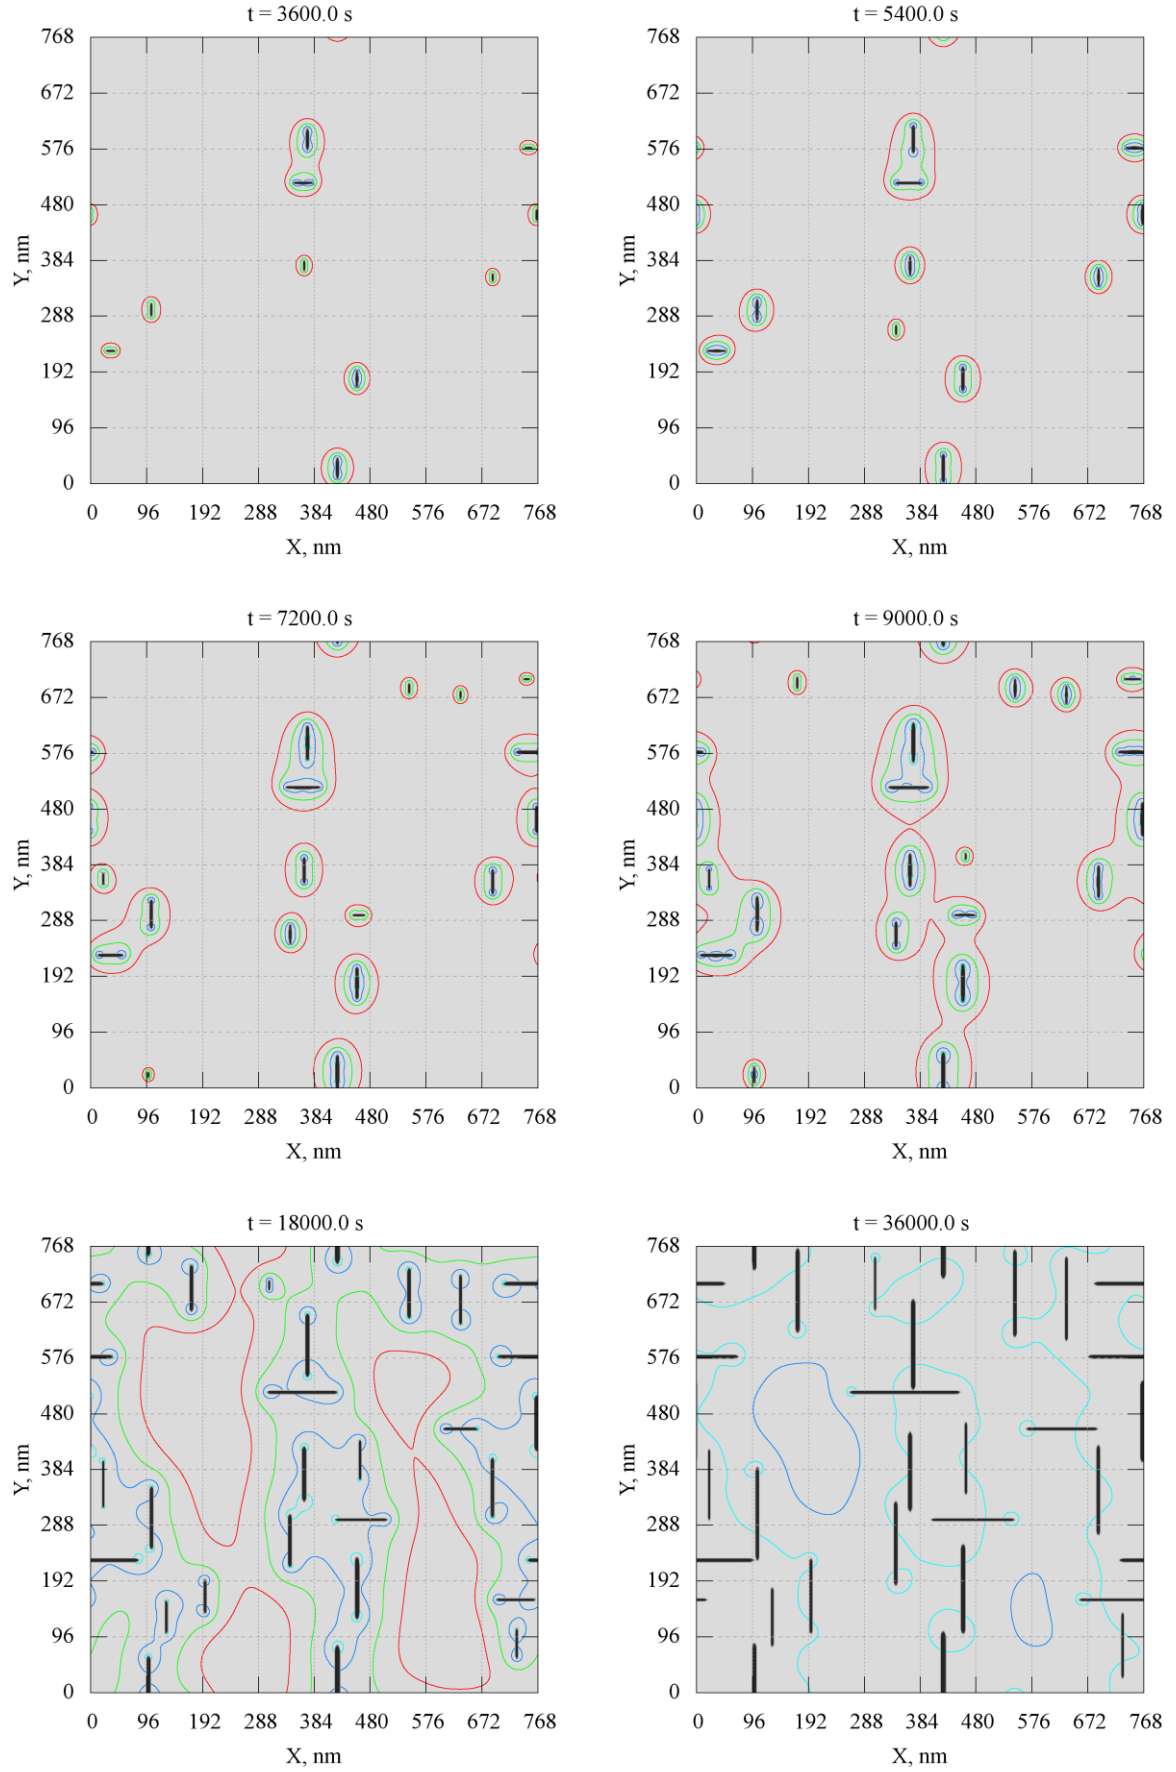 t = 3600.0 s
768
672
576
480
384
288
192
96
0
Y, nm
0 96 192 288 384 480 576 672 768
X, nm
t = 5400.0 s
768
672
576
480
384
288
192
96
0
Y, nm
0 96 192 288 384 480 576 672 768
X, nm
t = 7200.0 s
768
672
576
480
384
288
192
96
0
Y, nm
0 96 192 288 384 480 576 672 768
X, nm
t = 9000.0 s
768
672
576
480
384
288
192
96
0
Y, nm
0 96 192 288 384 480 576 672 768
X, nm
t = 18000.0 s
768
672
576
480
384
288
192
96
0
Y, nm
0 96 192 288 384 480 576 672 768
X, nm
t = 36000.0 s
768
672
576
480
384
288
192
96
0
Y, nm
0 96 192 288 384 480 576 672 768
X, nm